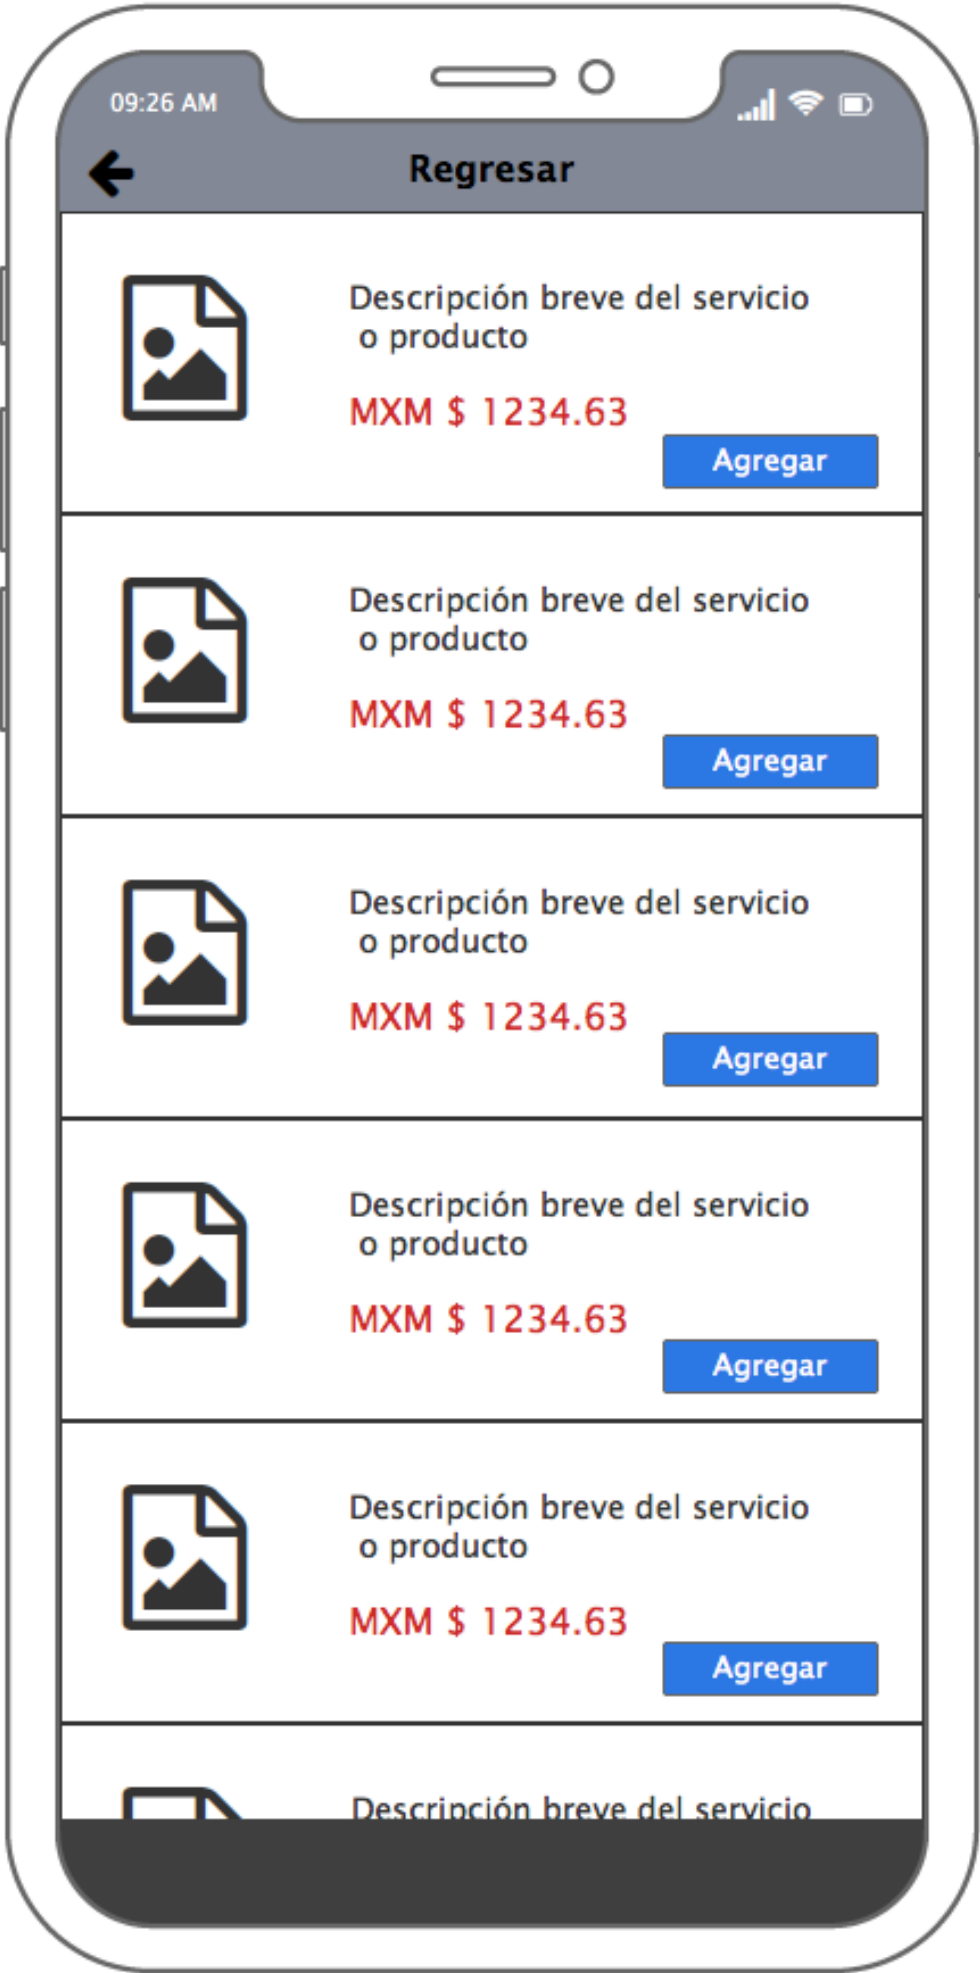 09:26 AM
Regresar
Descripción breve del servicio
o producto
MXM $ 1234.63
Agregar
Descripción breve del servicio
o producto
MXM $ 1234.63
Agregar
Descripción breve del servicio
o producto
MXM $ 1234.63
Agregar
Descripción breve del servicio
o producto
MXM $ 1234.63
Agregar
Descripción breve del servicio
o producto
MXM $ 1234.63
Agregar
Descripción breve del servicio